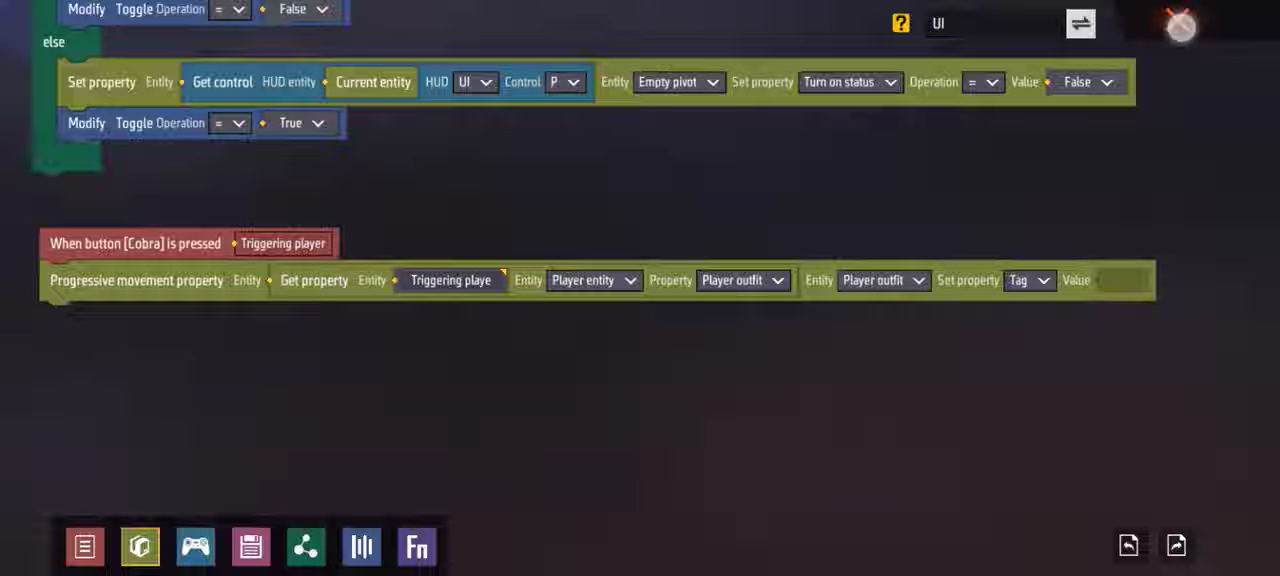 Modify Toggle Operation = False
UI
else
Set property Entity Get control HUD entity Current entity HUD UI Control P Entity Empty pivot Set property Turn on status Operation = Value False
Modify Toggle Operation = True
When button [Cobra] is pressed Triggering player
Progressive movement property Entity Get property Entity Triggering playe Entity Player entity Property Player outfit Entity Player outfit Set property Tag Value
Fn